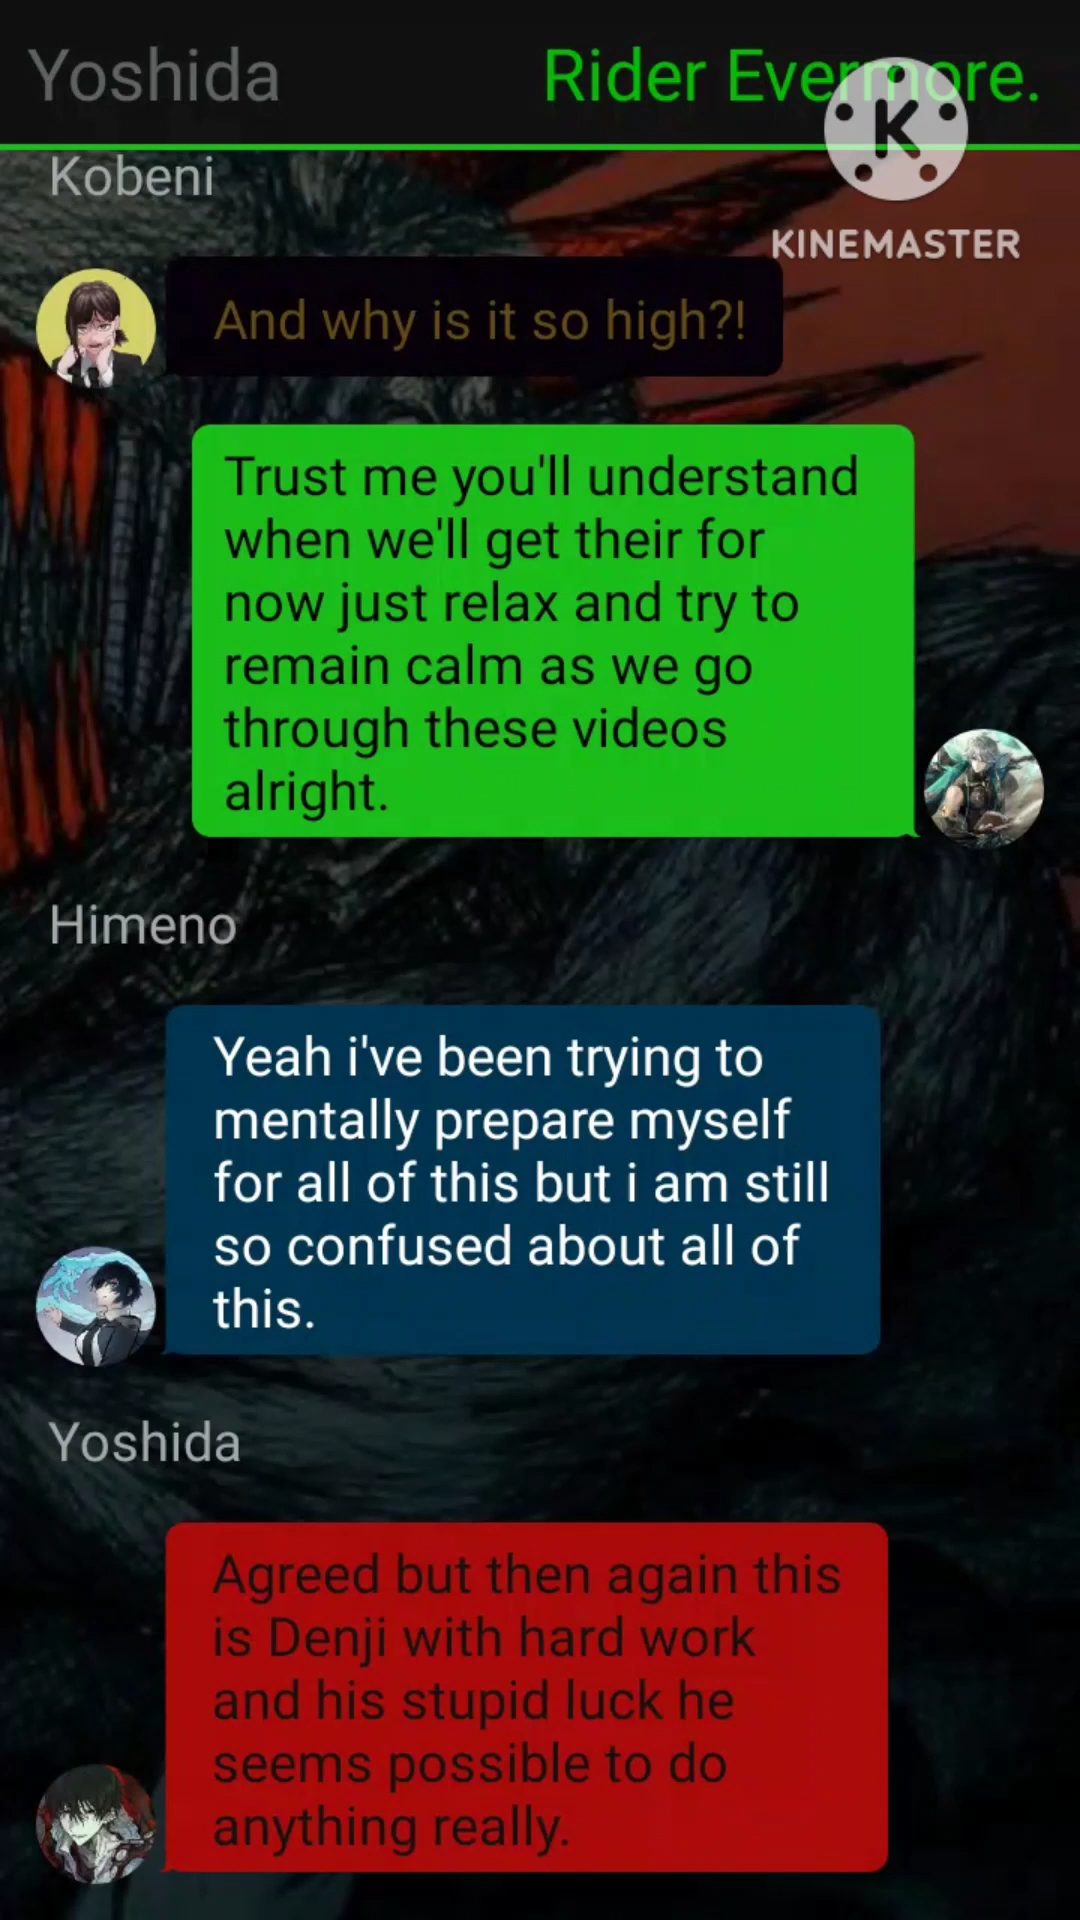 Yoshida
Rider Evermore.
K
KINEMASTER
Kobeni
And why is it so high?!
Trust me you'll understand
when we'll get their for
now just relax and try to
remain calm as we go
through these videos
alright.
Himeno
Yeah i've been trying to
mentally prepare myself
for all of this but i am still
so confused about all of
this.
Yoshida
Agreed but then again this
is Denji with hard work
and his stupid luck he
seems possible to do
anything really.